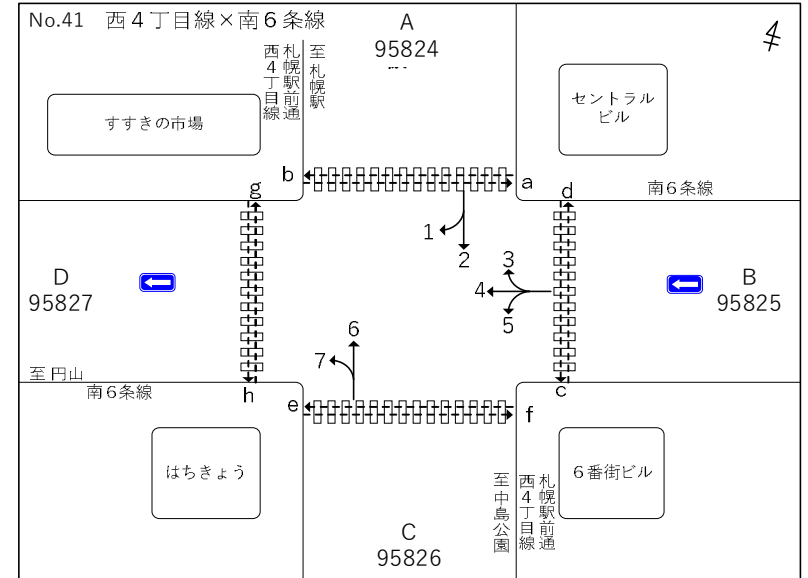 No.41 西4丁目線×南6条線
A
95824
札幌駅前通
西4丁目線
至札幌駅
すすきの市場
セントラル
ビル
b
a
g
d
南6条線
1
2
3
4
5
D
95827
B
95825
6
7
至円山
南6条線
h
c
e
f
はちきょう
6番街ビル
至中島公園
札幌駅前通
西4丁目線
C
95826